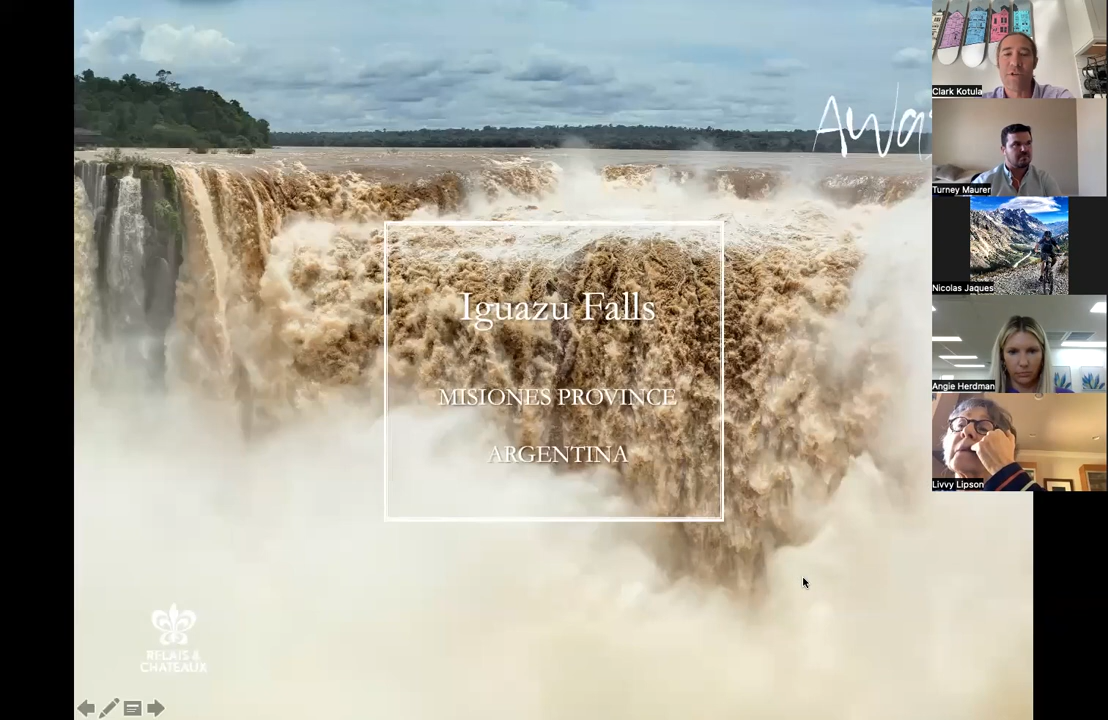 Iguazu Falls
MISIONES PROVINCE
ARGENTINA
RELAIS &
CHATEAUX
Clark Kotula
Turney Maurer
Nicolas Jaques
Angie Herdman
Livvy Lipson